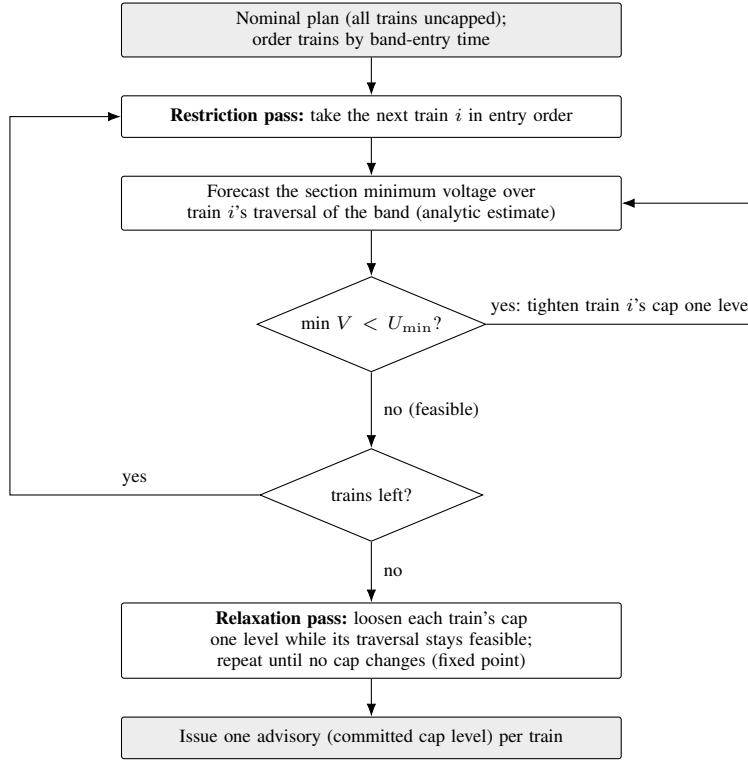 Nominal plan (all trains uncapped);
order trains by band-entry time
Restriction pass: take the next train i in entry order
Forecast the section minimum voltage over
train i's traversal of the band (analytic estimate)
min V < Umin?
yes: tighten train i's cap one level
no (feasible)
yes
trains left?
no
Relaxation pass: loosen each train's cap
one level while its traversal stays feasible;
repeat until no cap changes (fixed point)
Issue one advisory (committed cap level) per train